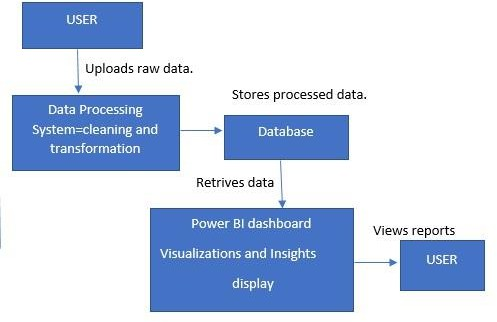 USER
Uploads raw data.
Data Processing
System=cleaning and
transformation
Stores processed data.
Database
Retrives data
Power BI dashboard
Visualizations and Insights
display
Views reports
USER